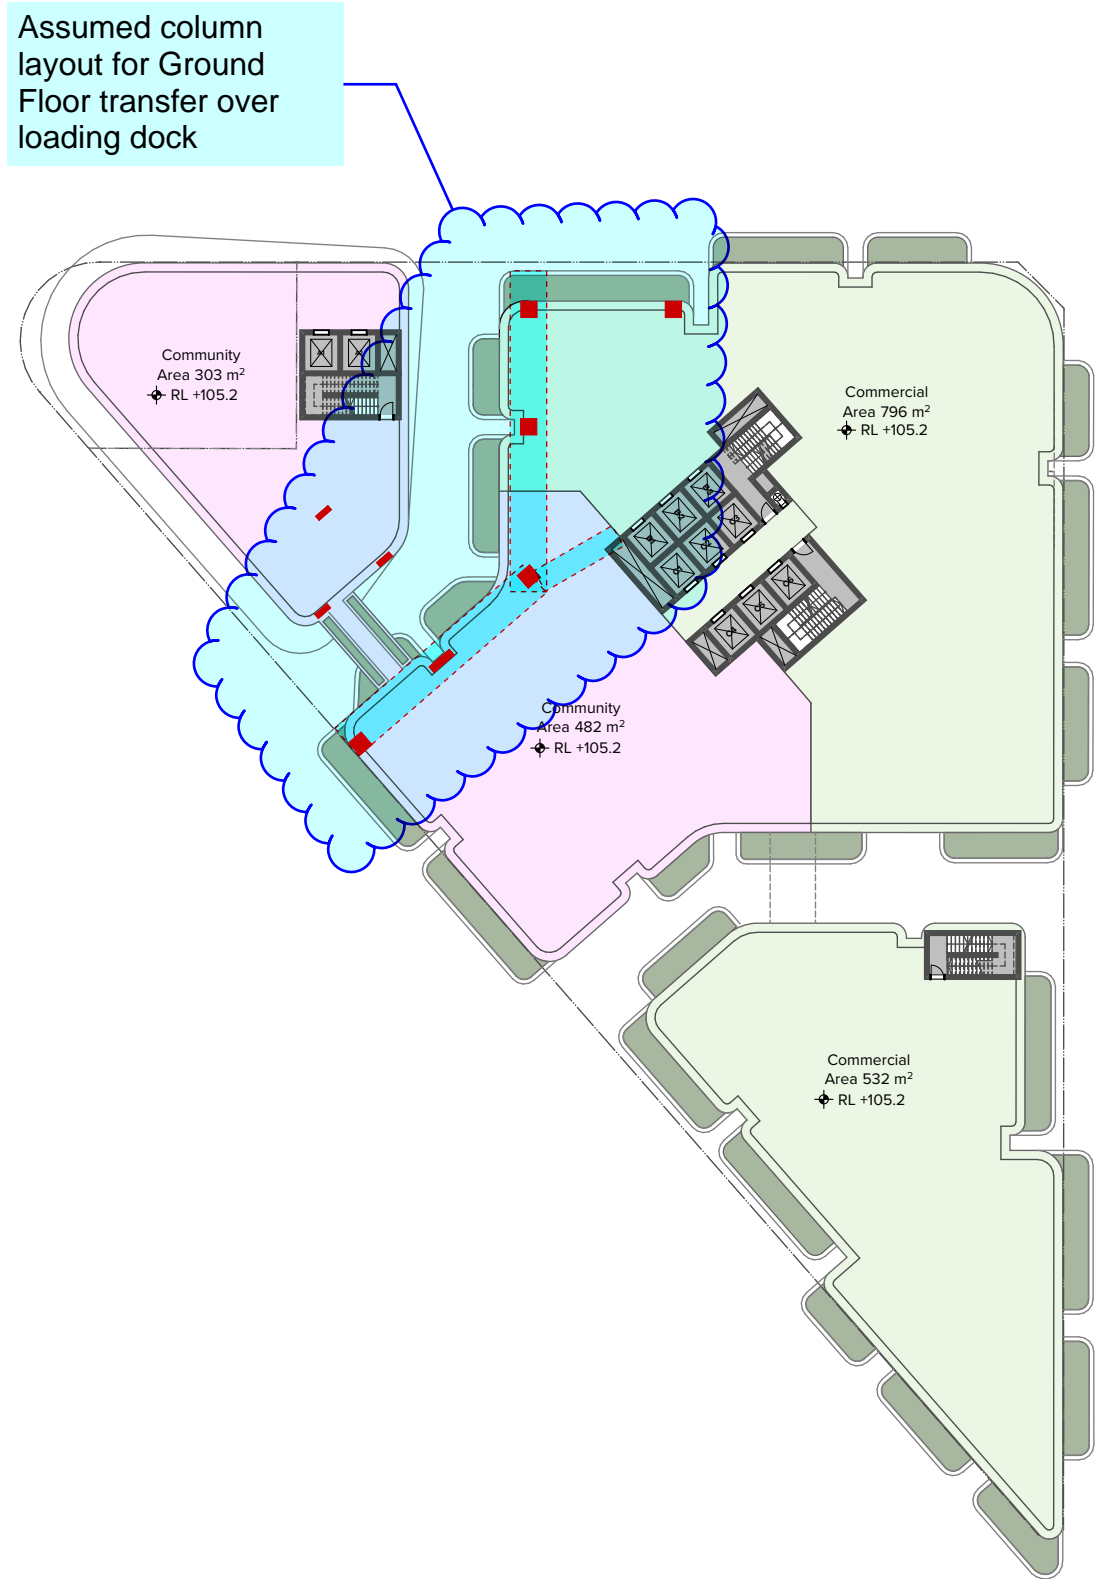 Assumed column
layout for Ground
Floor transfer over
loading dock
Community
Area 303 m²
RL +105.2
Commercial
Area 796 m²
RL +105.2
Community
Area 482 m²
RL +105.2
Commercial
Area 532 m²
RL +105.2